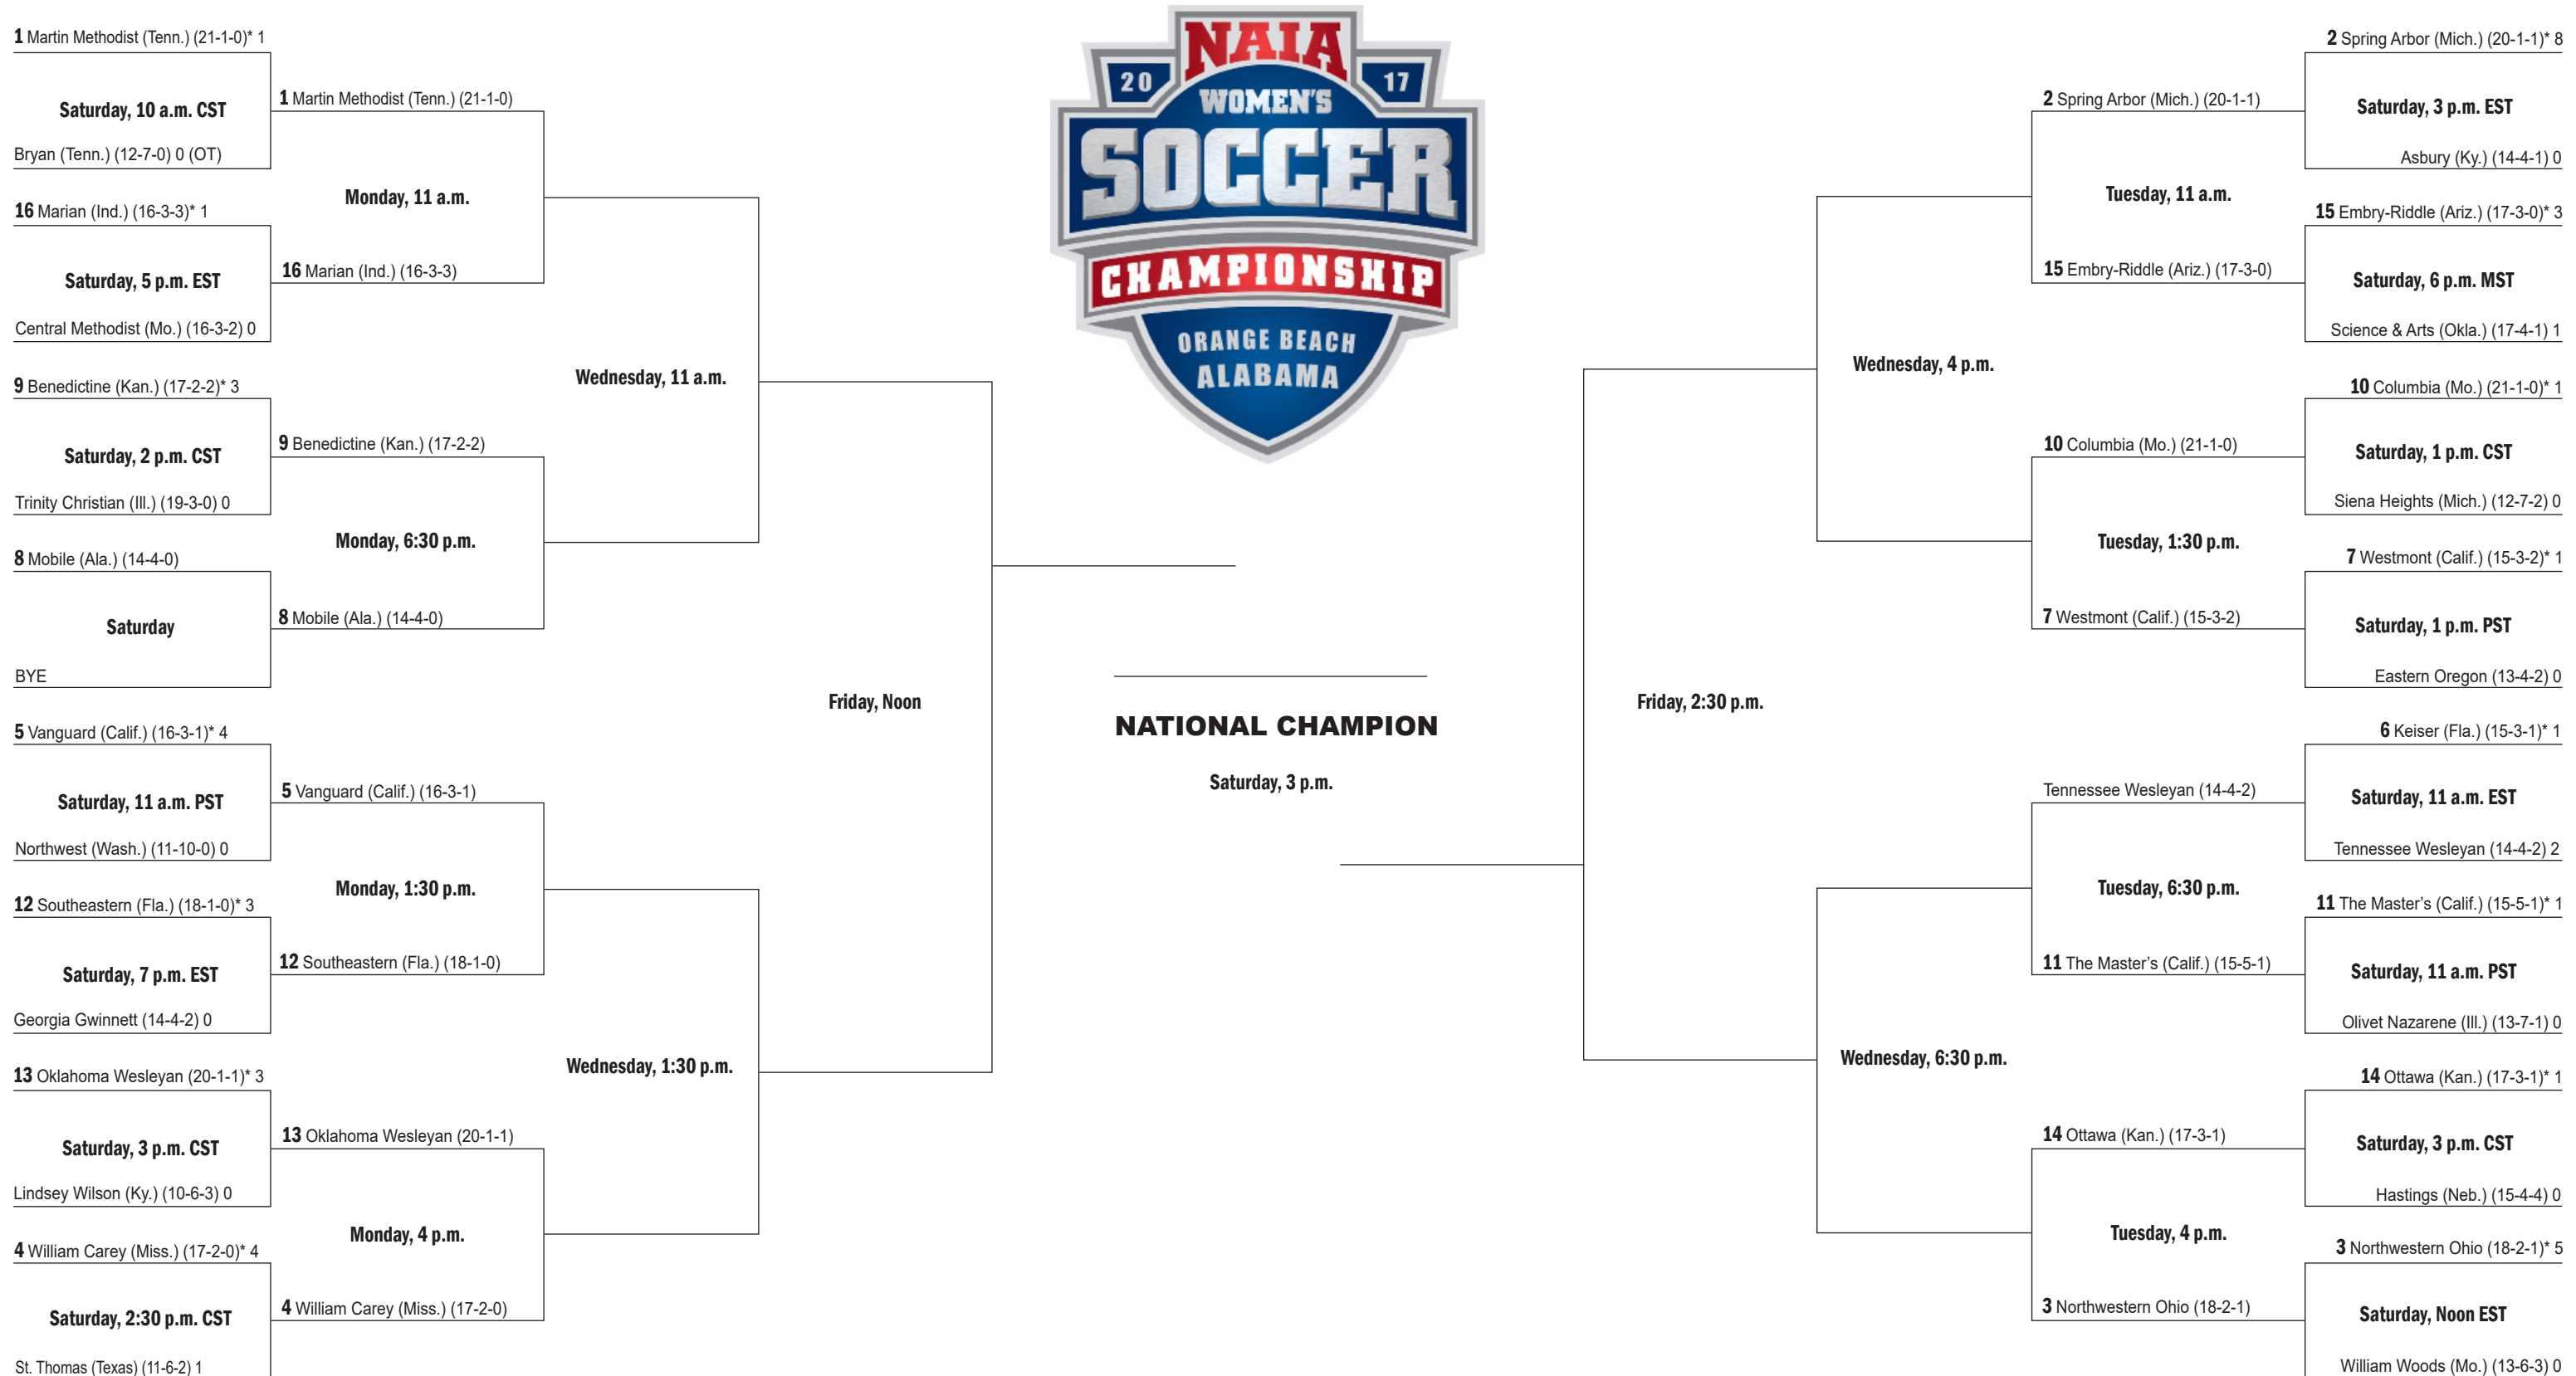 1 Martin Methodist (Tenn.) (21-1-0)* 1
Saturday, 10 a.m. CST
Bryan (Tenn.) (12-7-0) 0 (OT)
16 Marian (Ind.) (16-3-3)* 1
Saturday, 5 p.m. EST
Central Methodist (Mo.) (16-3-2) 0
9 Benedictine (Kan.) (17-2-2)* 3
Saturday, 2 p.m. CST
Trinity Christian (Ill.) (19-3-0) 0
8 Mobile (Ala.) (14-4-0)
Saturday
BYE
5 Vanguard (Calif.) (16-3-1)* 4
Saturday, 11 a.m. PST
Northwest (Wash.) (11-10-0) 0
12 Southeastern (Fla.) (18-1-0)* 3
Saturday, 7 p.m. EST
Georgia Gwinnett (14-4-2) 0
13 Oklahoma Wesleyan (20-1-1)* 3
Saturday, 3 p.m. CST
Lindsey Wilson (Ky.) (10-6-3) 0
4 William Carey (Miss.) (17-2-0)* 4
Saturday, 2:30 p.m. CST
St. Thomas (Texas) (11-6-2) 1
1 Martin Methodist (Tenn.) (21-1-0)
Monday, 11 a.m.
16 Marian (Ind.) (16-3-3)
9 Benedictine (Kan.) (17-2-2)
Monday, 6:30 p.m.
8 Mobile (Ala.) (14-4-0)
5 Vanguard (Calif.) (16-3-1)
Monday, 1:30 p.m.
12 Southeastern (Fla.) (18-1-0)
13 Oklahoma Wesleyan (20-1-1)
Monday, 4 p.m.
4 William Carey (Miss.) (17-2-0)
Wednesday, 11 a.m.
Wednesday, 1:30 p.m.
Friday, Noon
NAIA
20 17
WOMEN'S
SOCCER
CHAMPIONSHIP
ORANGE BEACH
ALABAMA
NATIONAL CHAMPION
Saturday, 3 p.m.
Friday, 2:30 p.m.
Wednesday, 4 p.m.
Wednesday, 6:30 p.m.
2 Spring Arbor (Mich.) (20-1-1)
Tuesday, 11 a.m.
15 Embry-Riddle (Ariz.) (17-3-0)
10 Columbia (Mo.) (21-1-0)
Tuesday, 1:30 p.m.
7 Westmont (Calif.) (15-3-2)
Tennessee Wesleyan (14-4-2)
Tuesday, 6:30 p.m.
11 The Master's (Calif.) (15-5-1)
14 Ottawa (Kan.) (17-3-1)
Tuesday, 4 p.m.
3 Northwestern Ohio (18-2-1)
2 Spring Arbor (Mich.) (20-1-1)* 8
Saturday, 3 p.m. EST
Asbury (Ky.) (14-4-1) 0
15 Embry-Riddle (Ariz.) (17-3-0)* 3
Saturday, 6 p.m. MST
Science & Arts (Okla.) (17-4-1) 1
10 Columbia (Mo.) (21-1-0)* 1
Saturday, 1 p.m. CST
Siena Heights (Mich.) (12-7-2) 0
7 Westmont (Calif.) (15-3-2)* 1
Saturday, 1 p.m. PST
Eastern Oregon (13-4-2) 0
6 Keiser (Fla.) (15-3-1)* 1
Saturday, 11 a.m. EST
Tennessee Wesleyan (14-4-2) 2
11 The Master's (Calif.) (15-5-1)* 1
Saturday, 11 a.m. PST
Olivet Nazarene (Ill.) (13-7-1) 0
14 Ottawa (Kan.) (17-3-1)* 1
Saturday, 3 p.m. CST
Hastings (Neb.) (15-4-4) 0
3 Northwestern Ohio (18-2-1)* 5
Saturday, Noon EST
William Woods (Mo.) (13-6-3) 0